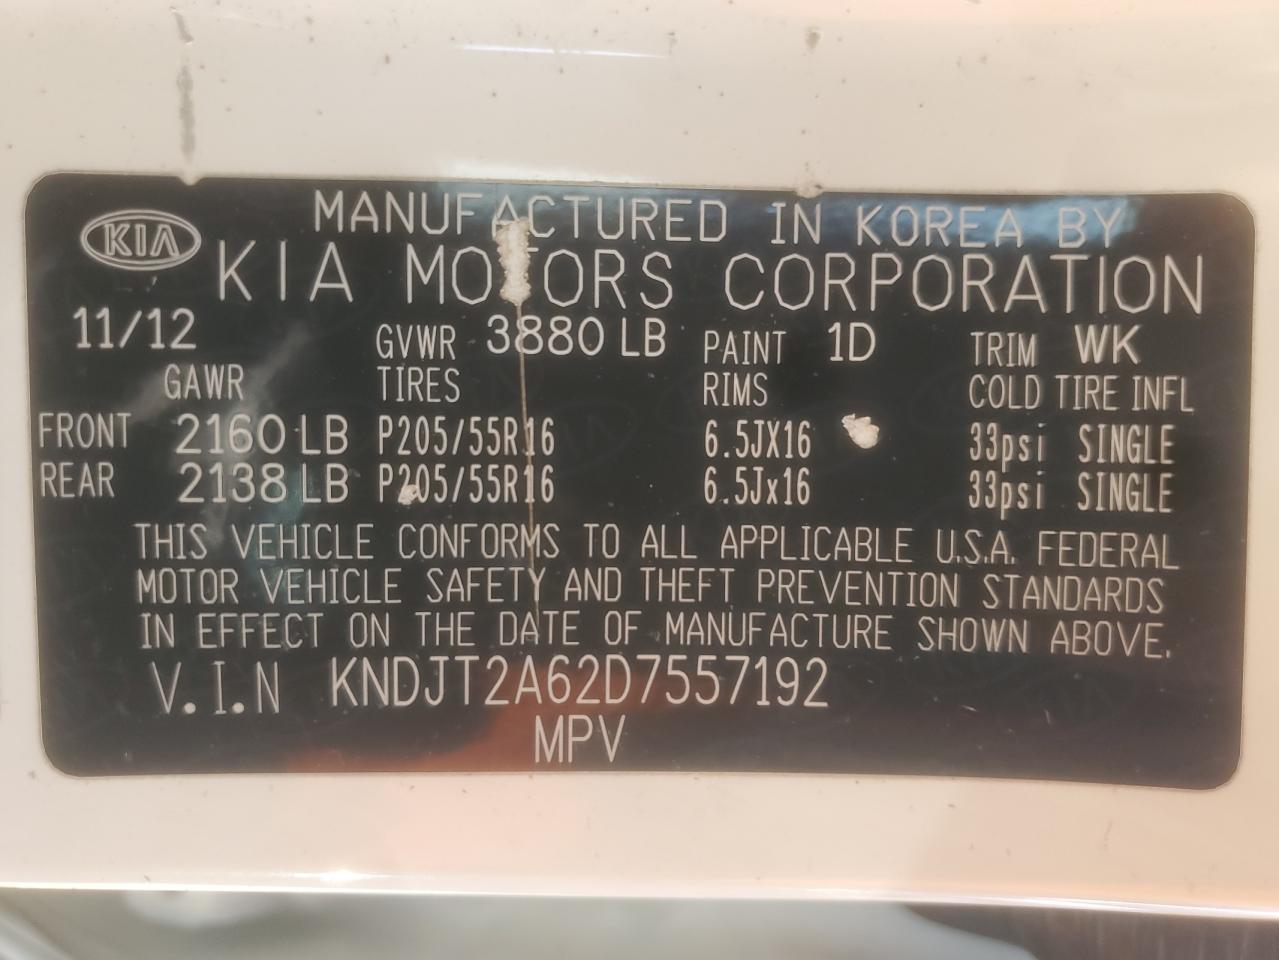 MANUFACTURED IN KOREA BY
KIA KIA MOTORS CORPORATION
11/12 GVWR 3880 LB PAINT 1D TRIM WK
GAWR TIRES RIMS COLD TIRE INFL
FRONT 2160 LB P205/55R16 6.5JX16 33psi SINGLE
REAR 2138 LB P205/55R16 6.5Jx16 33psi SINGLE
THIS VEHICLE CONFORMS TO ALL APPLICABLE U.S.A. FEDERAL
MOTOR VEHICLE SAFETY AND THEFT PREVENTION STANDARDS
IN EFFECT ON THE DATE OF MANUFACTURE SHOWN ABOVE.
V.I.N KNDJT2A62D7557192
MPV